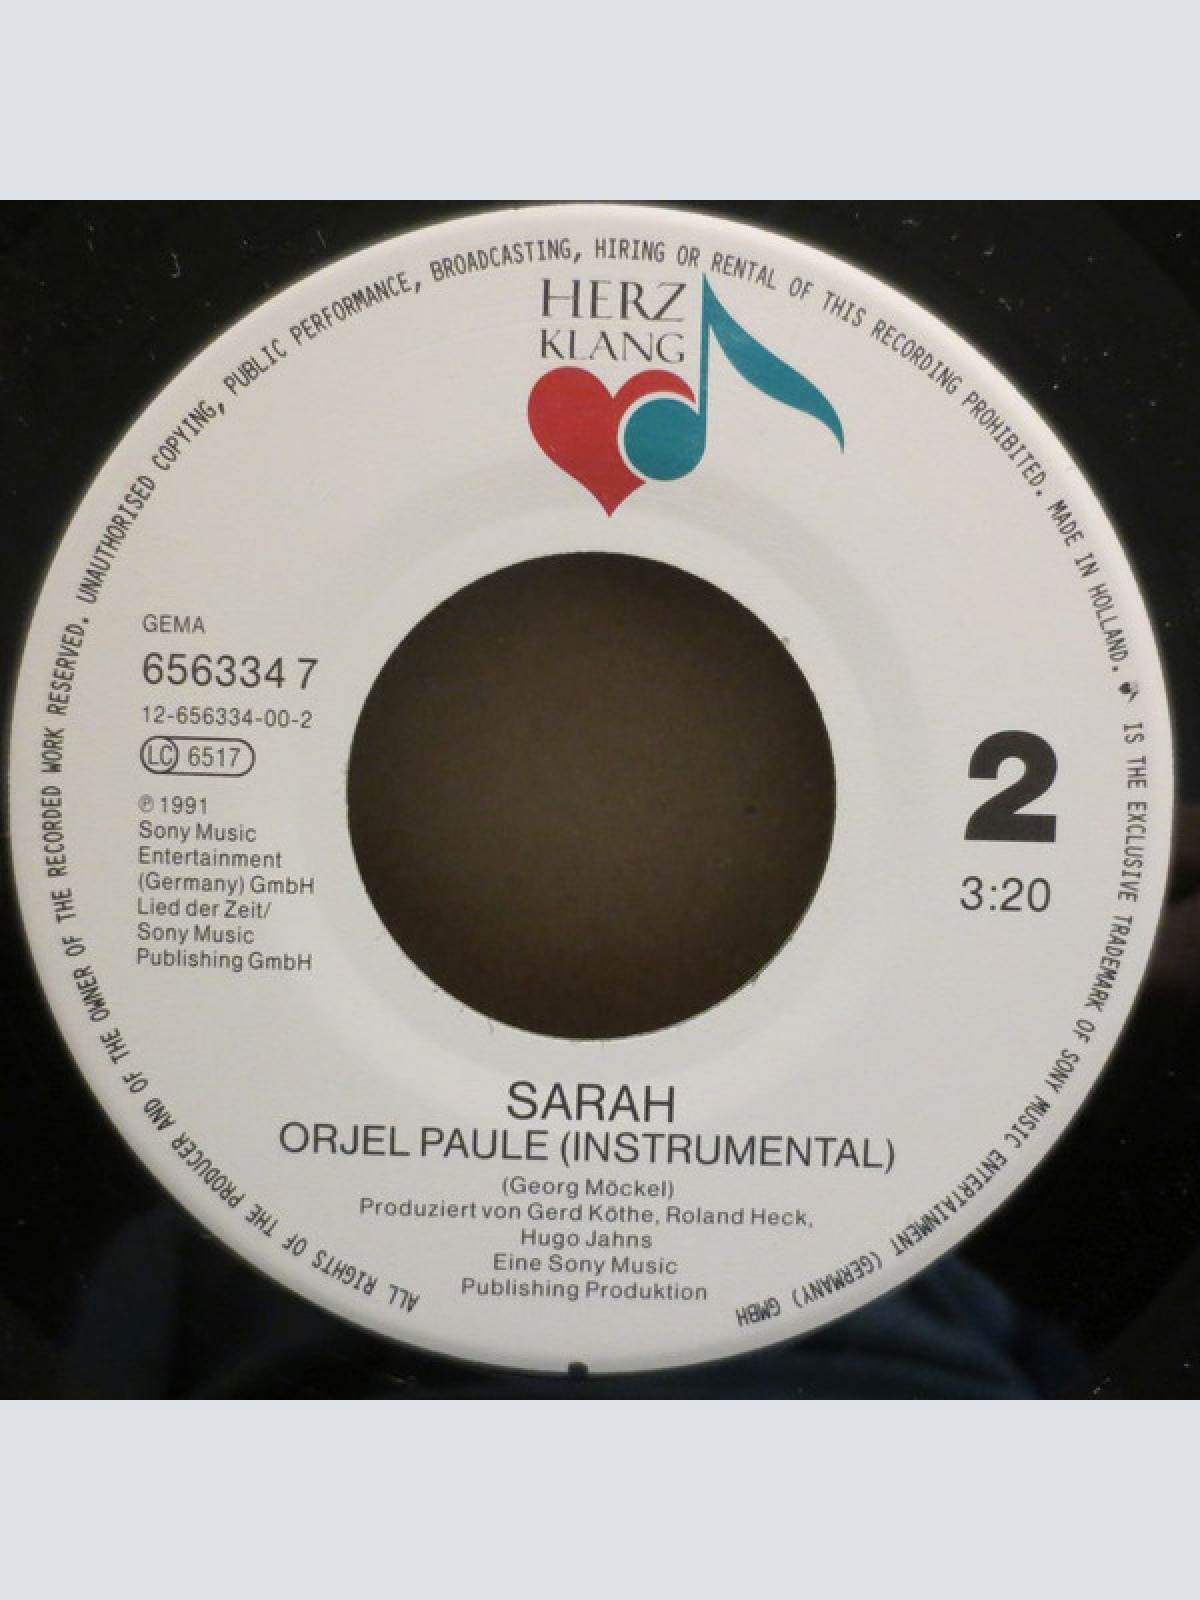 ALL RIGHTS OF THE PRODUCER AND OF THE OWNER OF THE RECORDED WORK RESERVED. UNAUTHORISED COPYING, PUBLIC PERFORMANCE, BROADCASTING, HIRING OR RENTAL OF THIS RECORDING PROHIBITED. MADE IN HOLLAND. IS THE EXCLUSIVE TRADEMARK OF SONY MUSIC ENTERTAINMENT (GERMANY) GMBH
HERZ
KLANG
GEMA
656334 7
12-656334-00-2
LC 6517
℗ 1991
Sony Music
Entertainment
(Germany) GmbH
Lied der Zeit/
Sony Music
Publishing GmbH
2
3:20
SARAH
ORJEL PAULE (INSTRUMENTAL)
(Georg Möckel)
Produziert von Gerd Köthe, Roland Heck,
Hugo Jahns
Eine Sony Music
Publishing Produktion